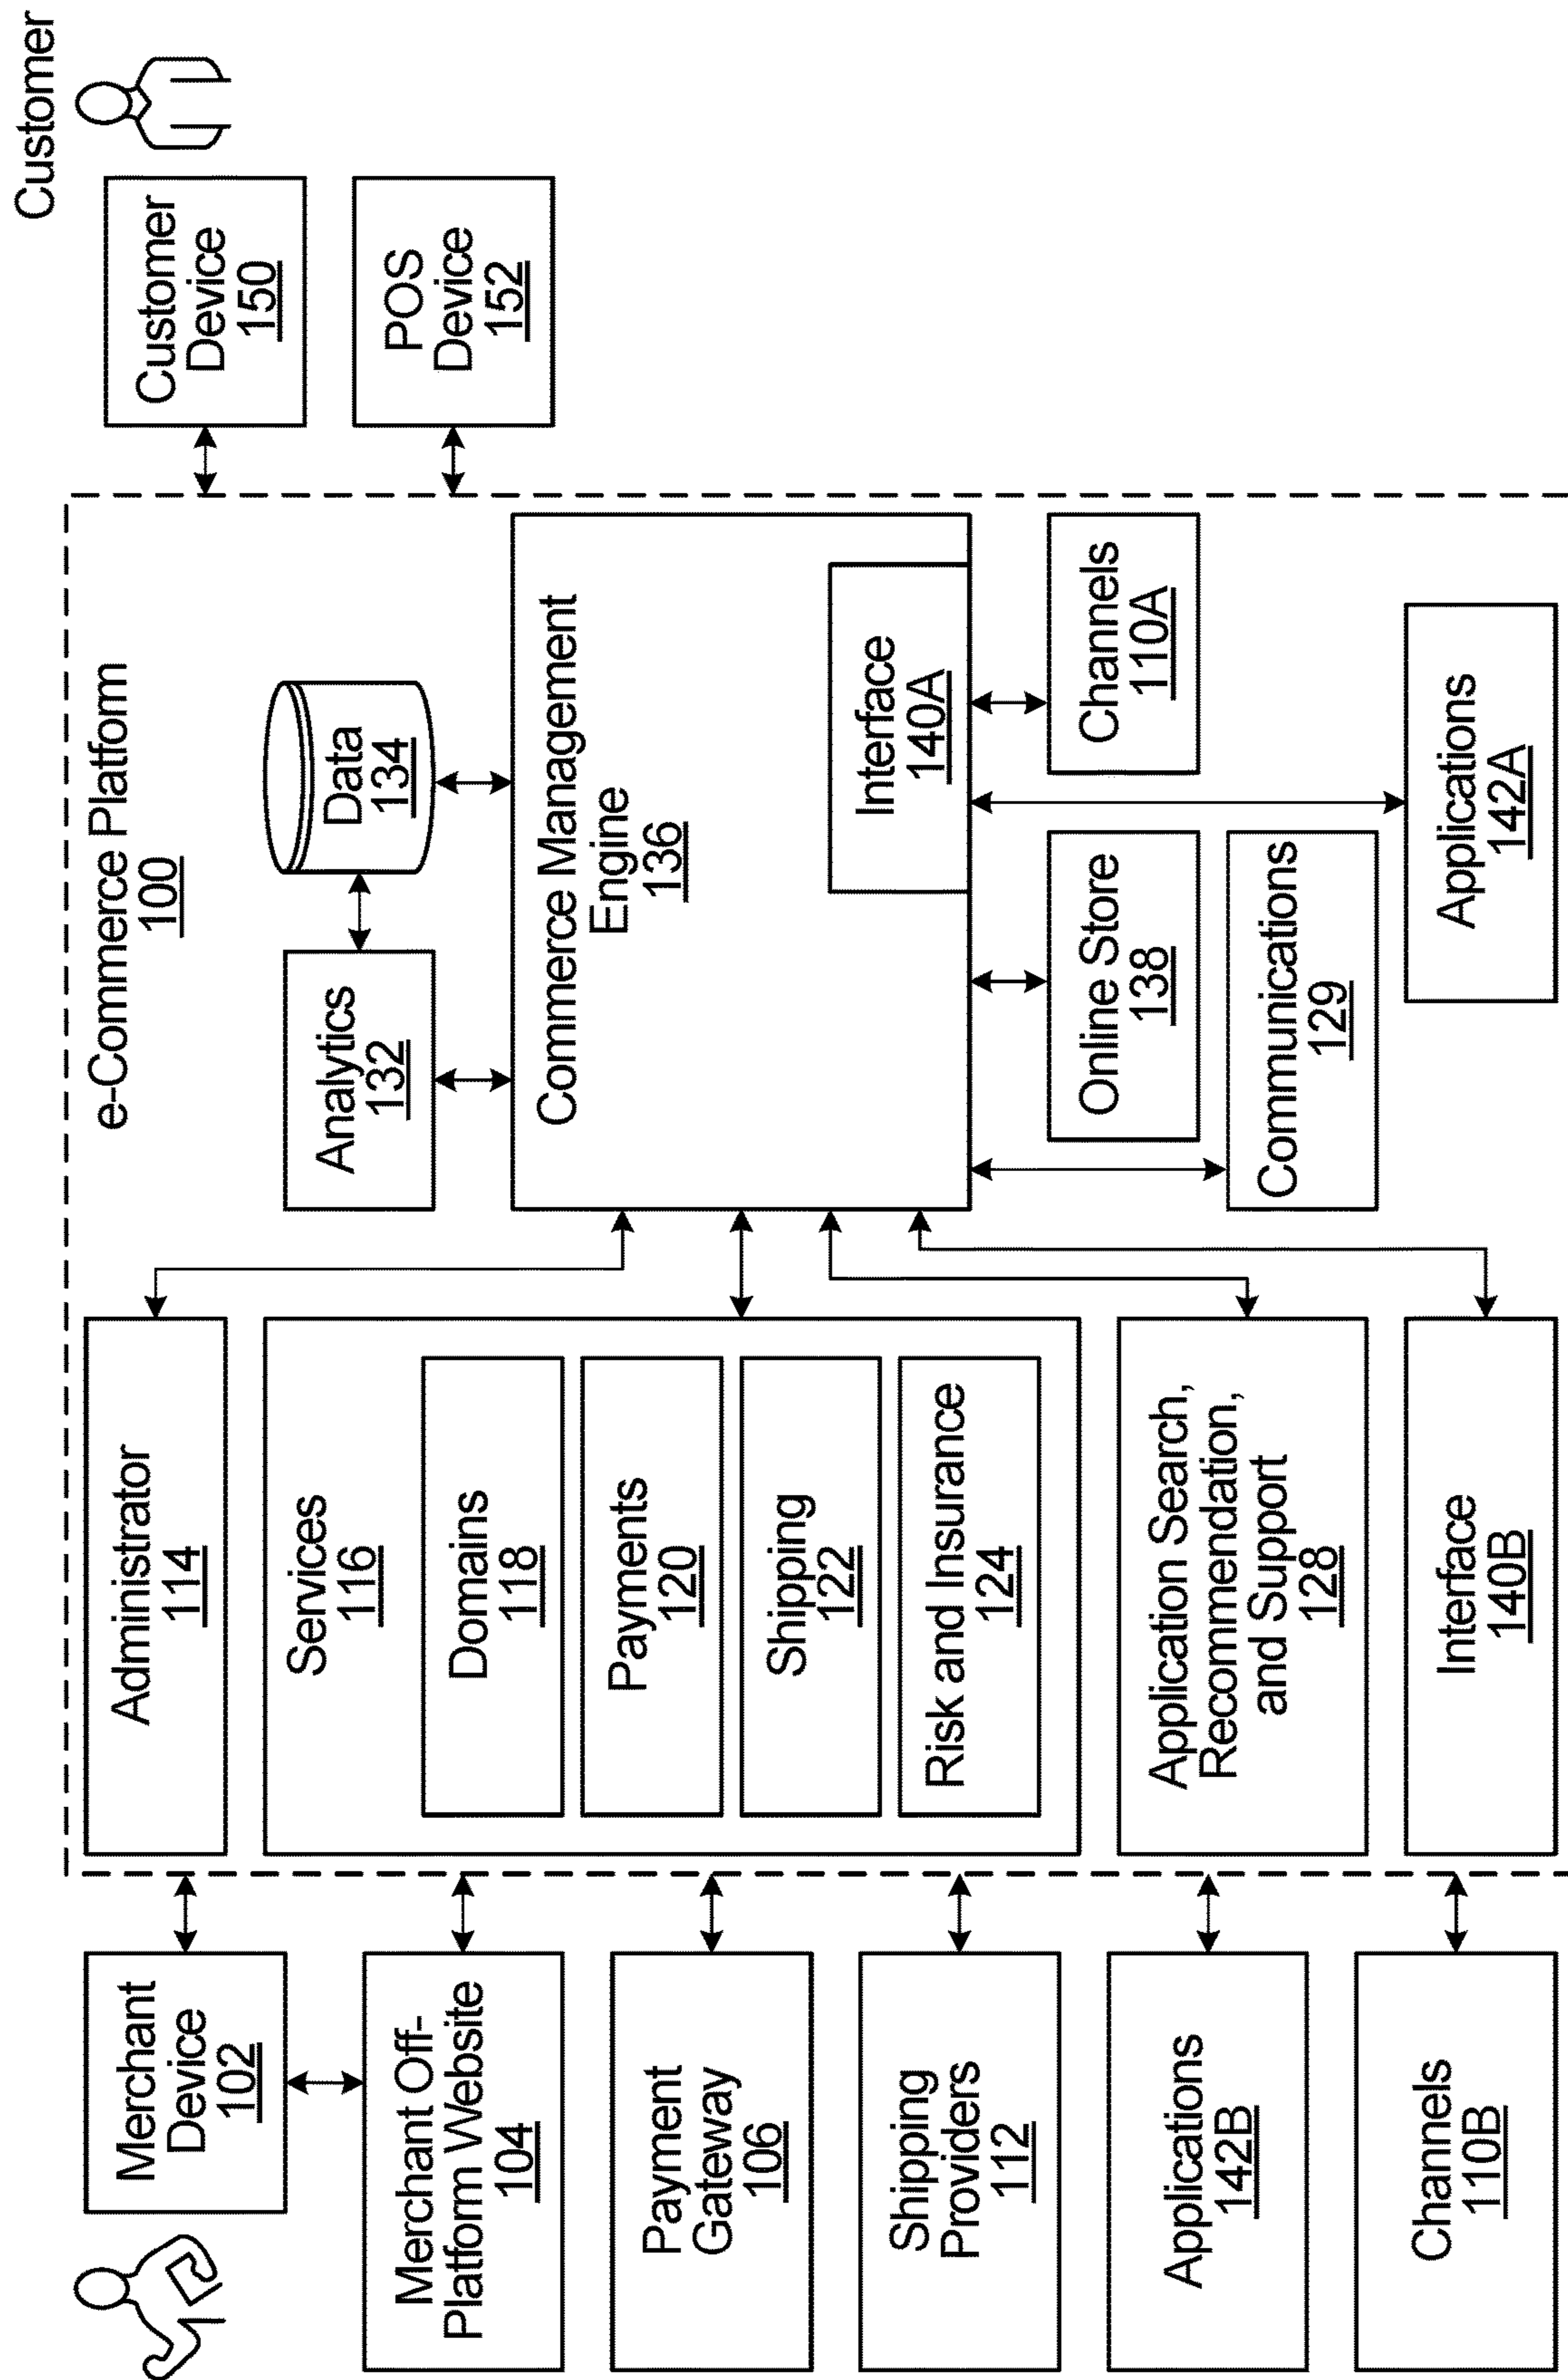 Customer
Merchant
Device
102
Merchant Off-
Platform Website
104
Payment
Gateway
106
Shipping
Providers
112
Applications
142B
Channels
110B
e-Commerce Platform
100
Administrator
114
Services
116
Domains
118
Payments
120
Shipping
122
Risk and Insurance
124
Application Search,
Recommendation,
and Support
128
Interface
140B
Analytics
132
Data
134
Commerce Management
Engine
136
Interface
140A
Online Store
138
Channels
110A
Communications
129
Applications
142A
Customer
Device
150
POS
Device
152